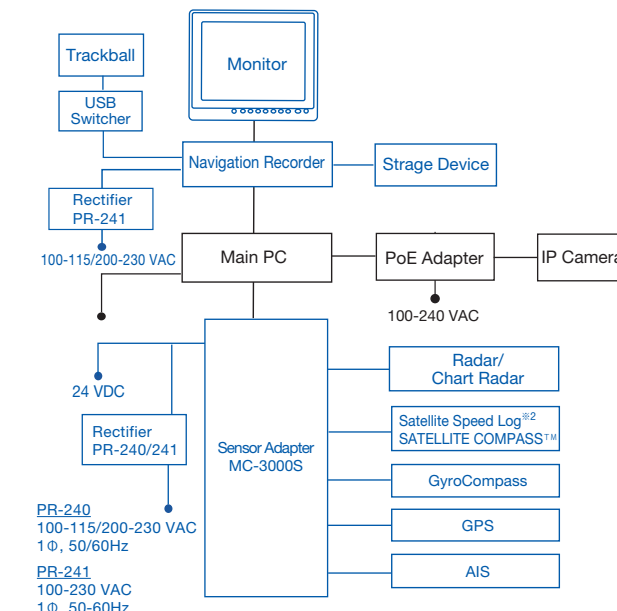 Trackball
Monitor
USB
Switcher
Navigation Recorder
Strage Device
Rectifier
PR-241
100-115/200-230 VAC
Main PC
PoE Adapter
IP Camera
100-240 VAC
Radar/
Chart Radar
24 VDC
Satellite Speed Log※2
SATELLITE COMPASS™
Rectifier
PR-240/241
Sensor Adapter
MC-3000S
GyroCompass
GPS
AIS
PR-240
100-115/200-230 VAC
1Φ, 50/60Hz
PR-241
100-230 VAC
1Φ, 50-60Hz